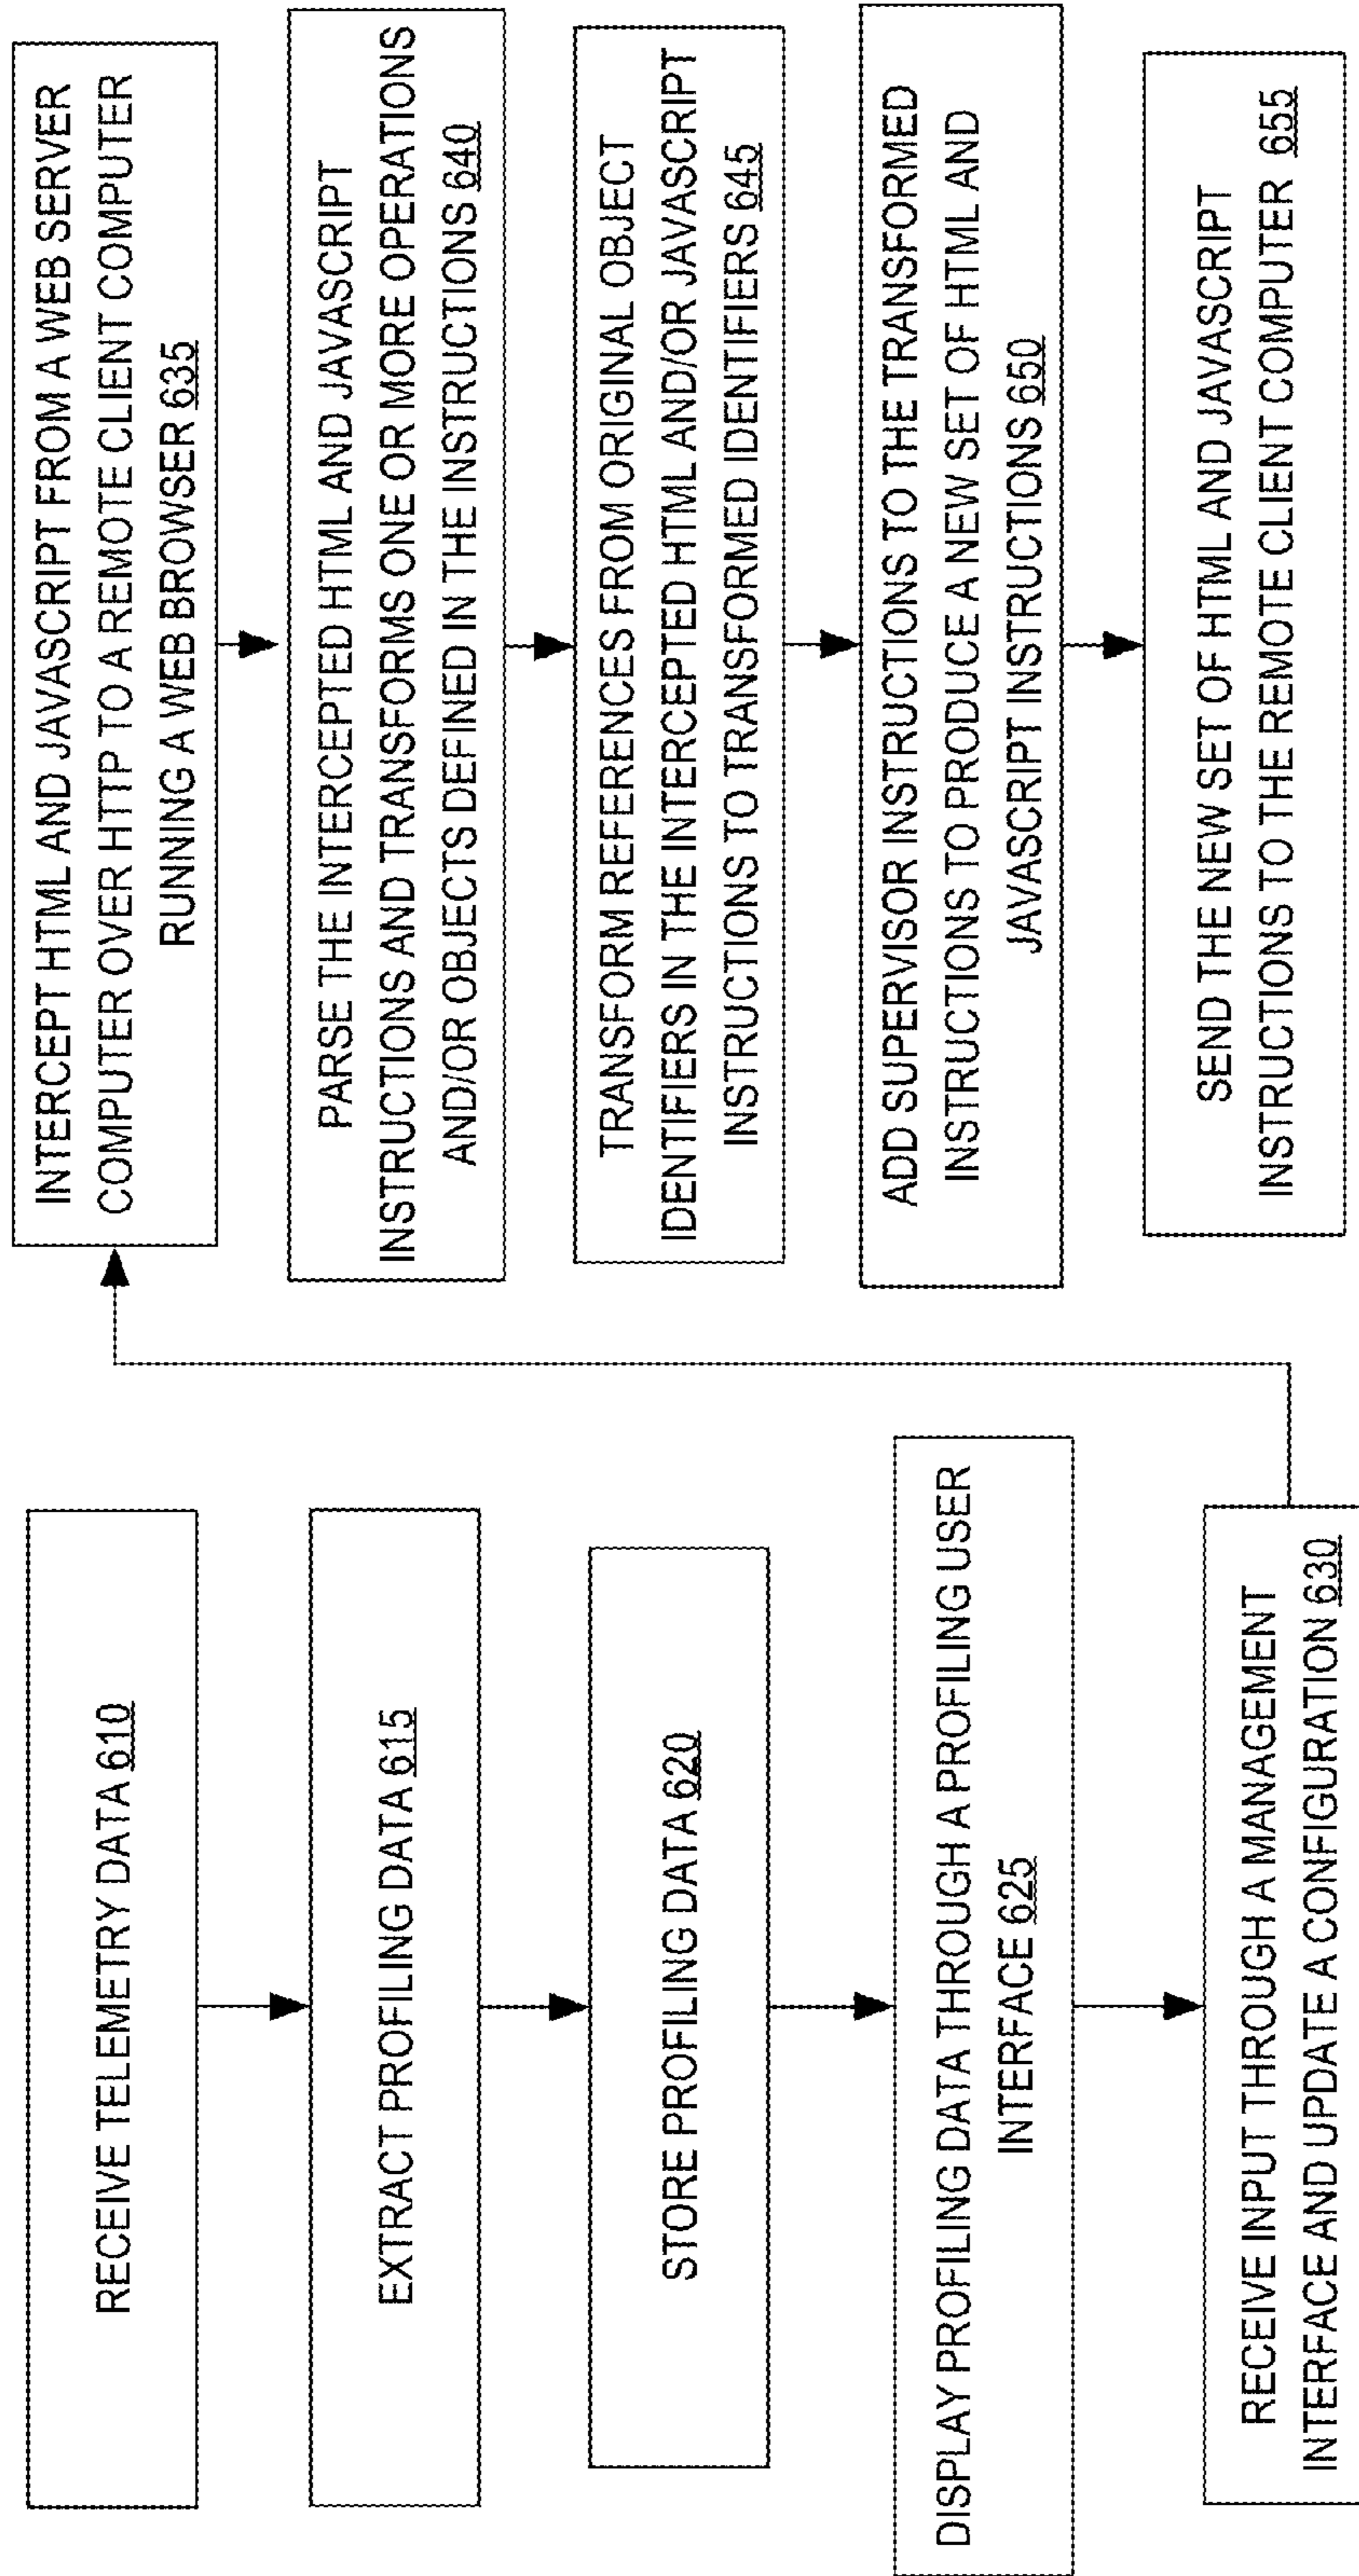 RECEIVE TELEMETRY DATA 610
EXTRACT PROFILING DATA 615
STORE PROFILING DATA 620
DISPLAY PROFILING DATA THROUGH A PROFILING USER
INTERFACE 625
RECEIVE INPUT THROUGH A MANAGEMENT
INTERFACE AND UPDATE A CONFIGURATION 630
INTERCEPT HTML AND JAVASCRIPT FROM A WEB SERVER
COMPUTER OVER HTTP TO A REMOTE CLIENT COMPUTER
RUNNING A WEB BROWSER 635
PARSE THE INTERCEPTED HTML AND JAVASCRIPT
INSTRUCTIONS AND TRANSFORMS ONE OR MORE OPERATIONS
AND/OR OBJECTS DEFINED IN THE INSTRUCTIONS 640
TRANSFORM REFERENCES FROM ORIGINAL OBJECT
IDENTIFIERS IN THE INTERCEPTED HTML AND/OR JAVASCRIPT
INSTRUCTIONS TO TRANSFORMED IDENTIFIERS 645
ADD SUPERVISOR INSTRUCTIONS TO THE TRANSFORMED
INSTRUCTIONS TO PRODUCE A NEW SET OF HTML AND
JAVASCRIPT INSTRUCTIONS 650
SEND THE NEW SET OF HTML AND JAVASCRIPT
INSTRUCTIONS TO THE REMOTE CLIENT COMPUTER 655